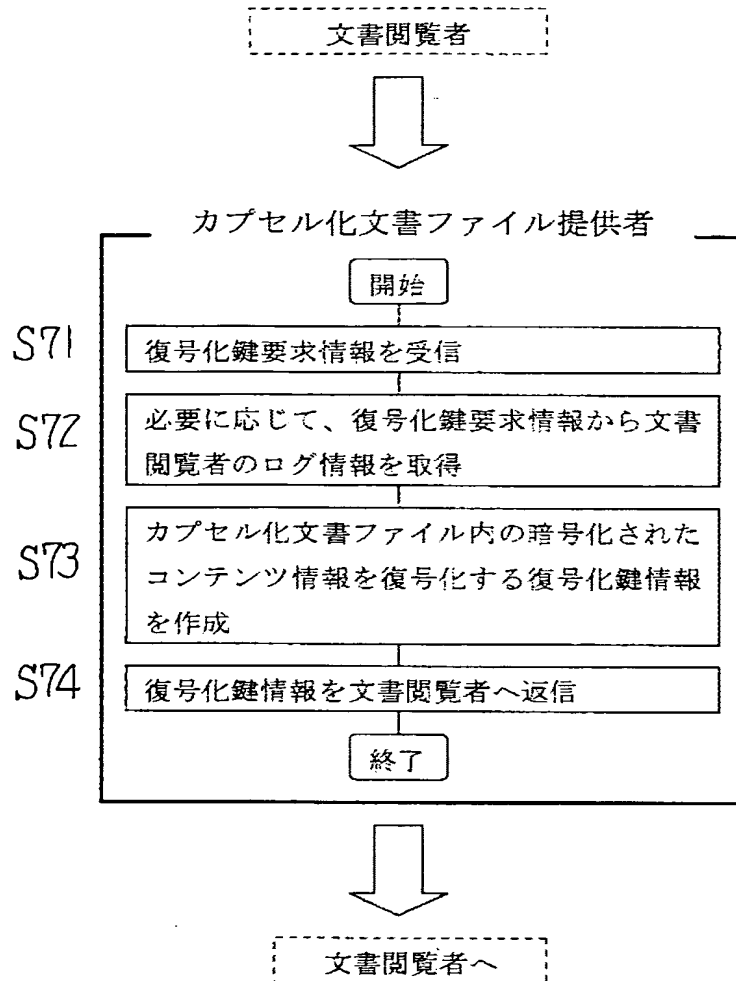 文書閲覧者
カプセル化文書ファイル提供者
開始
S71
復号化鍵要求情報を受信
S72
必要に応じて、復号化鍵要求情報から文書
閲覧者のログ情報を取得
S73
カプセル化文書ファイル内の暗号化された
コンテンツ情報を復号化する復号化鍵情報
を作成
S74
復号化鍵情報を文書閲覧者へ返信
終了
文書閲覧者へ